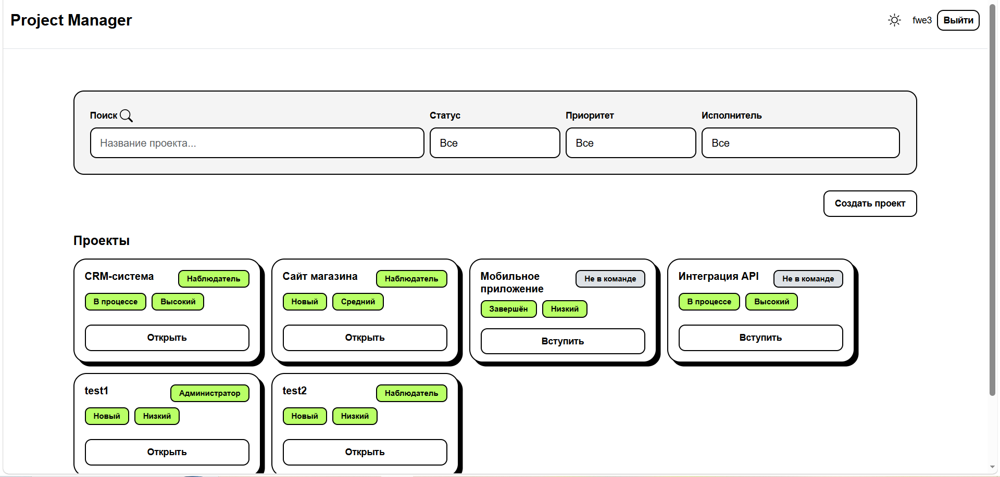 Project Manager
fwe3 Выйти
Поиск Статус Приоритет Исполнитель
Название проекта... Все Все Все
Создать проект
Проекты
CRM-система Наблюдатель
В процессе Высокий
Открыть
Сайт магазина Наблюдатель
Новый Средний
Открыть
Мобильное приложение Не в команде
Завершён Низкий
Вступить
Интеграция API Не в команде
В процессе Высокий
Вступить
test1 Администратор
Новый Низкий
Открыть
test2 Наблюдатель
Новый Низкий
Открыть